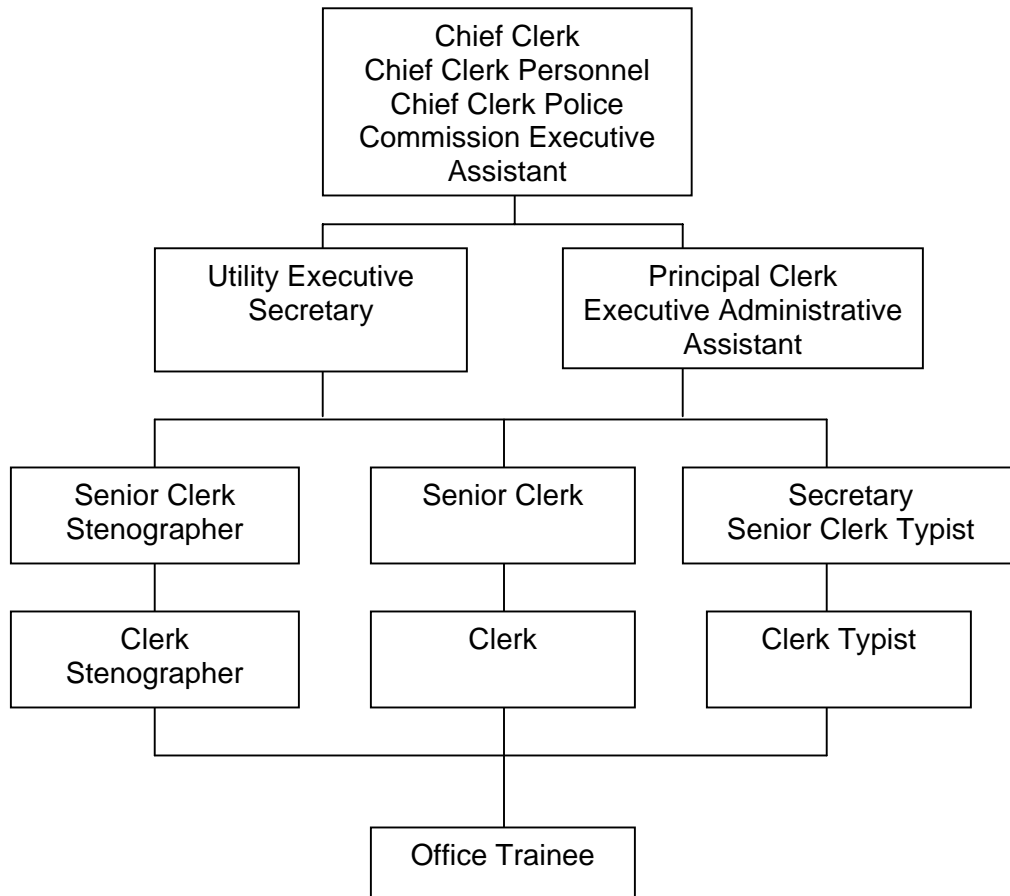 Chief Clerk
Chief Clerk Personnel
Chief Clerk Police
Commission Executive
Assistant
Utility Executive
Secretary
Principal Clerk
Executive Administrative
Assistant
Senior Clerk
Stenographer
Senior Clerk
Secretary
Senior Clerk Typist
Clerk
Stenographer
Clerk
Clerk Typist
Office Trainee